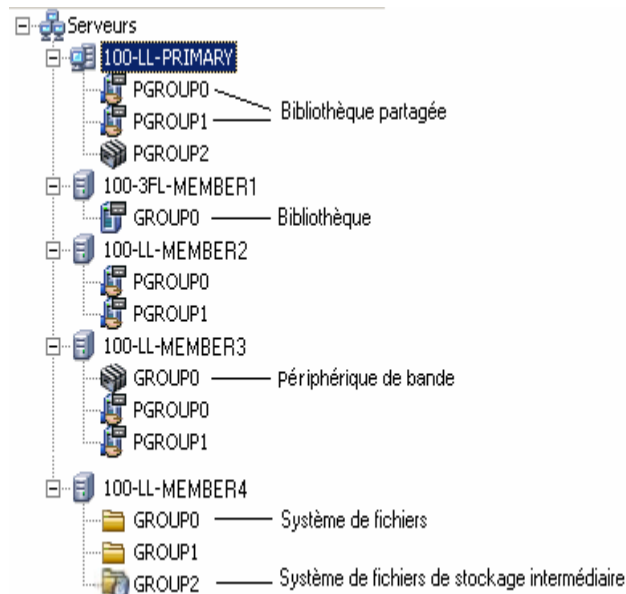 Serveurs
100-LL-PRIMARY
PGROUP0
PGROUP1
Bibliothèque partagée
PGROUP2
100-3FL-MEMBER1
GROUP0 Bibliothèque
100-LL-MEMBER2
PGROUP0
PGROUP1
100-LL-MEMBER3
GROUP0 périphérique de bande
PGROUP0
PGROUP1
100-LL-MEMBER4
GROUP0 Système de fichiers
GROUP1
GROUP2 Système de fichiers de stockage intermédiaire